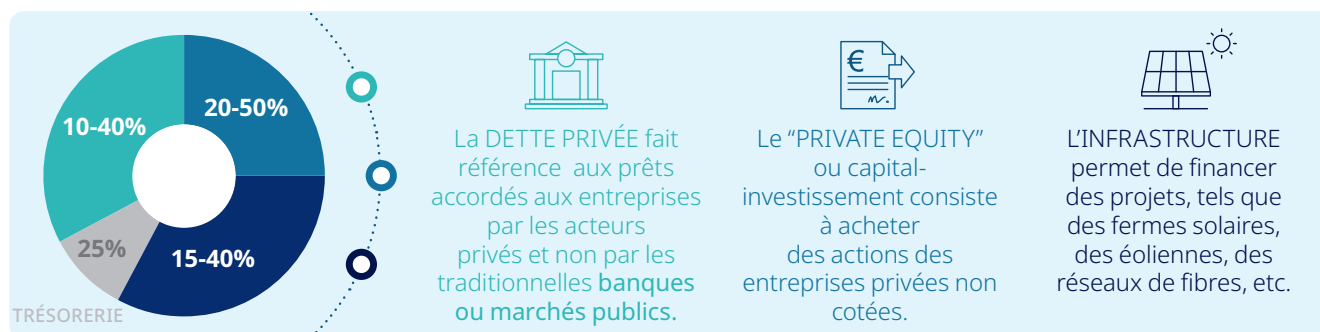 10-40%
20-50%
25%
15-40%
TRÉSORERIE
La DETTE PRIVÉE fait
référence aux prêts
accordés aux entreprises
par les acteurs
privés et non par les
traditionnelles banques
ou marchés publics.
€
Le “PRIVATE EQUITY”
ou capital-
investissement consiste
à acheter
des actions des
entreprises privées non
cotées.
L’INFRASTRUCTURE
permet de financer
des projets, tels que
des fermes solaires,
des éoliennes, des
réseaux de fibres, etc.